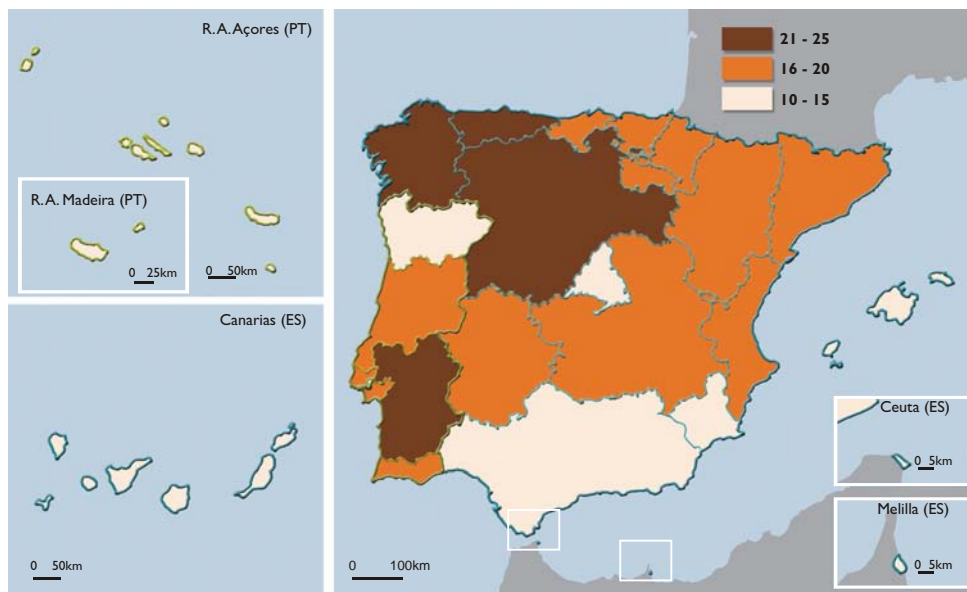 R.A.Açores (PT)
R.A. Madeira (PT)
0 25km
0 50km
Canarias (ES)
0 50km
21 - 25
16 - 20
10 - 15
Ceuta (ES)
0 5km
Melilla (ES)
0 5km
0 100km